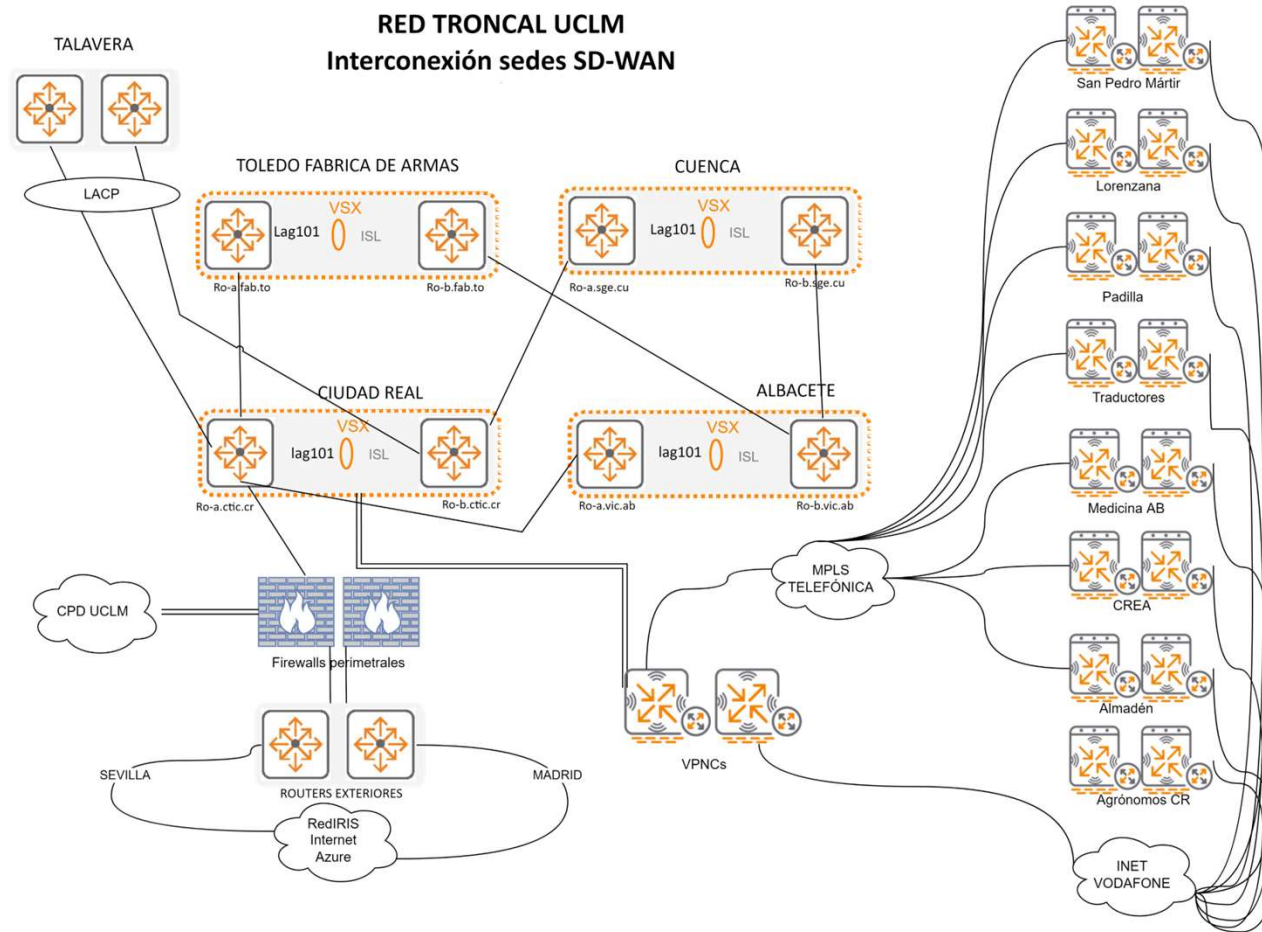 RED TRONCAL UCLM
Interconexión sedes SD-WAN
TALAVERA
LACP
TOLEDO FABRICA DE ARMAS
VSX
Lag101
ISL
Ro-a.fab.to
Ro-b.fab.to
CUENCA
VSX
Lag101
ISL
Ro-a.sge.cu
Ro-b.sge.cu
CIUDAD REAL
VSX
lag101
ISL
Ro-a.ctic.cr
Ro-b.ctic.cr
ALBACETE
VSX
lag101
ISL
Ro-a.vic.ab
Ro-b.vic.ab
CPD UCLM
Firewalls perimetrales
SEVILLA
MADRID
ROUTERS EXTERIORES
RedIRIS
Internet
Azure
VPNCs
MPLS
TELEFÓNICA
San Pedro Mártir
Lorenzana
Padilla
Traductores
Medicina AB
CREA
Almadén
Agrónomos CR
INET
VODAFONE